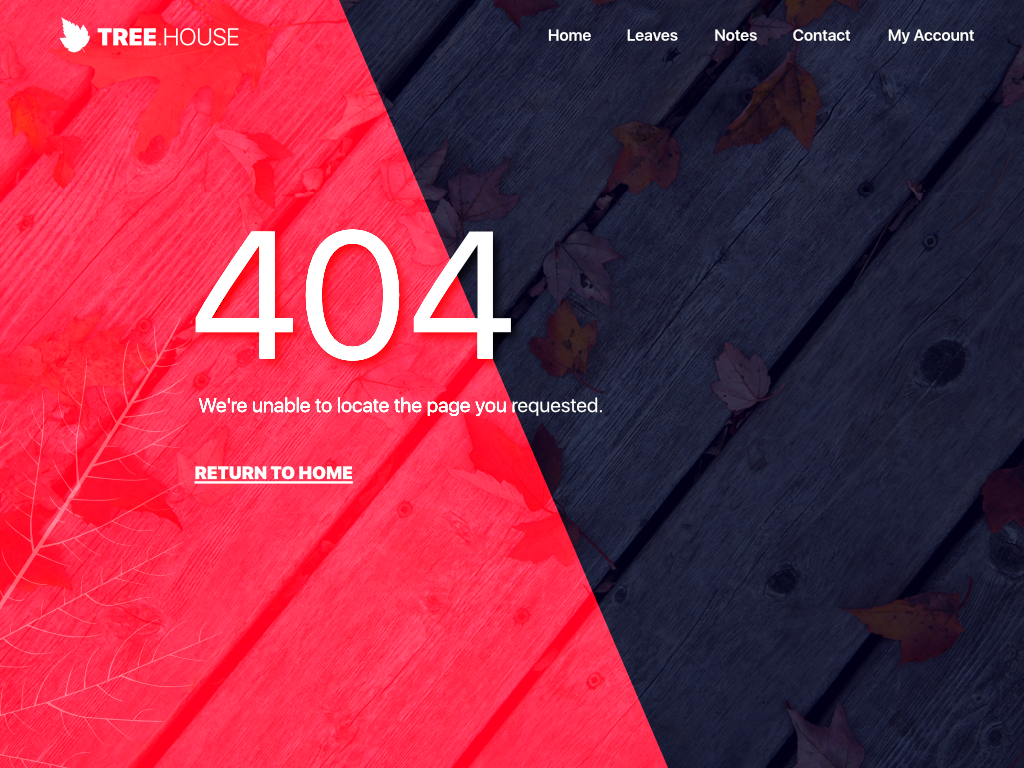 TREE.HOUSE
Home Leaves Notes Contact My Account
404
We're unable to locate the page you requested.
RETURN TO HOME